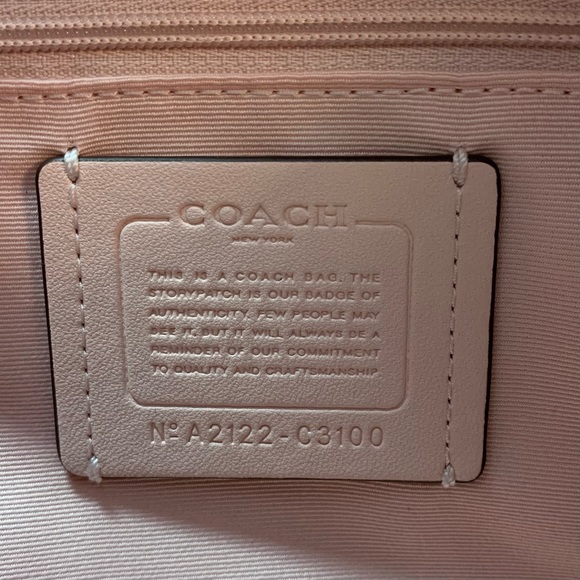 COACH
NEW YORK
THIS IS A COACH BAG. THE
STORYPATCH IS OUR BADGE OF
AUTHENTICITY. FEW PEOPLE MAY
SEE IT, BUT IT WILL ALWAYS BE A
REMINDER OF OUR COMMITMENT
TO QUALITY AND CRAFTSMANSHIP
Nº A2122-C3100